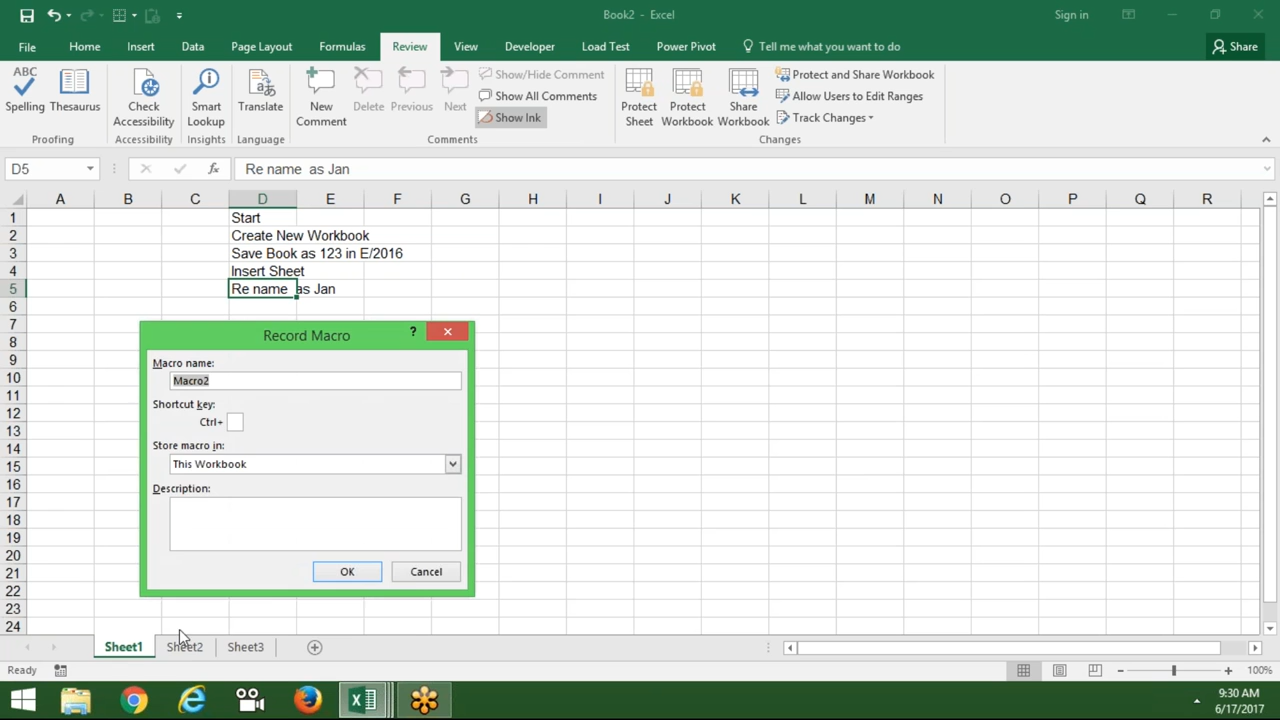 Book2 - Excel
Sign in
File Home Insert Data Page Layout Formulas Review View Developer Load Test Power Pivot Tell me what you want to do Share
ABC
Spelling
Thesaurus
Check Accessibility
Smart Lookup
Translate
New Comment
Delete
Previous
Next
Show/Hide Comment
Show All Comments
Show Ink
Protect Sheet
Protect Workbook
Share Workbook
Protect and Share Workbook
Allow Users to Edit Ranges
Track Changes
Proofing
Accessibility
Insights
Language
Comments
Changes
D5
fx
Re name  as Jan
A B C D E F G H I J K L M N O P Q R
1 Start
2 Create New Workbook
3 Save Book as 123 in E/2016
4 Insert Sheet
5 Re name  as Jan
6
7
8
9
10
11
12
13
14
15
16
17
18
19
20
21
22
23
24
Record Macro
?
Macro name:
Macro2
Shortcut key:
Ctrl+
Store macro in:
This Workbook
Description:
OK
Cancel
Sheet1 Sheet2 Sheet3
Ready
100%
9:30 AM
6/17/2017